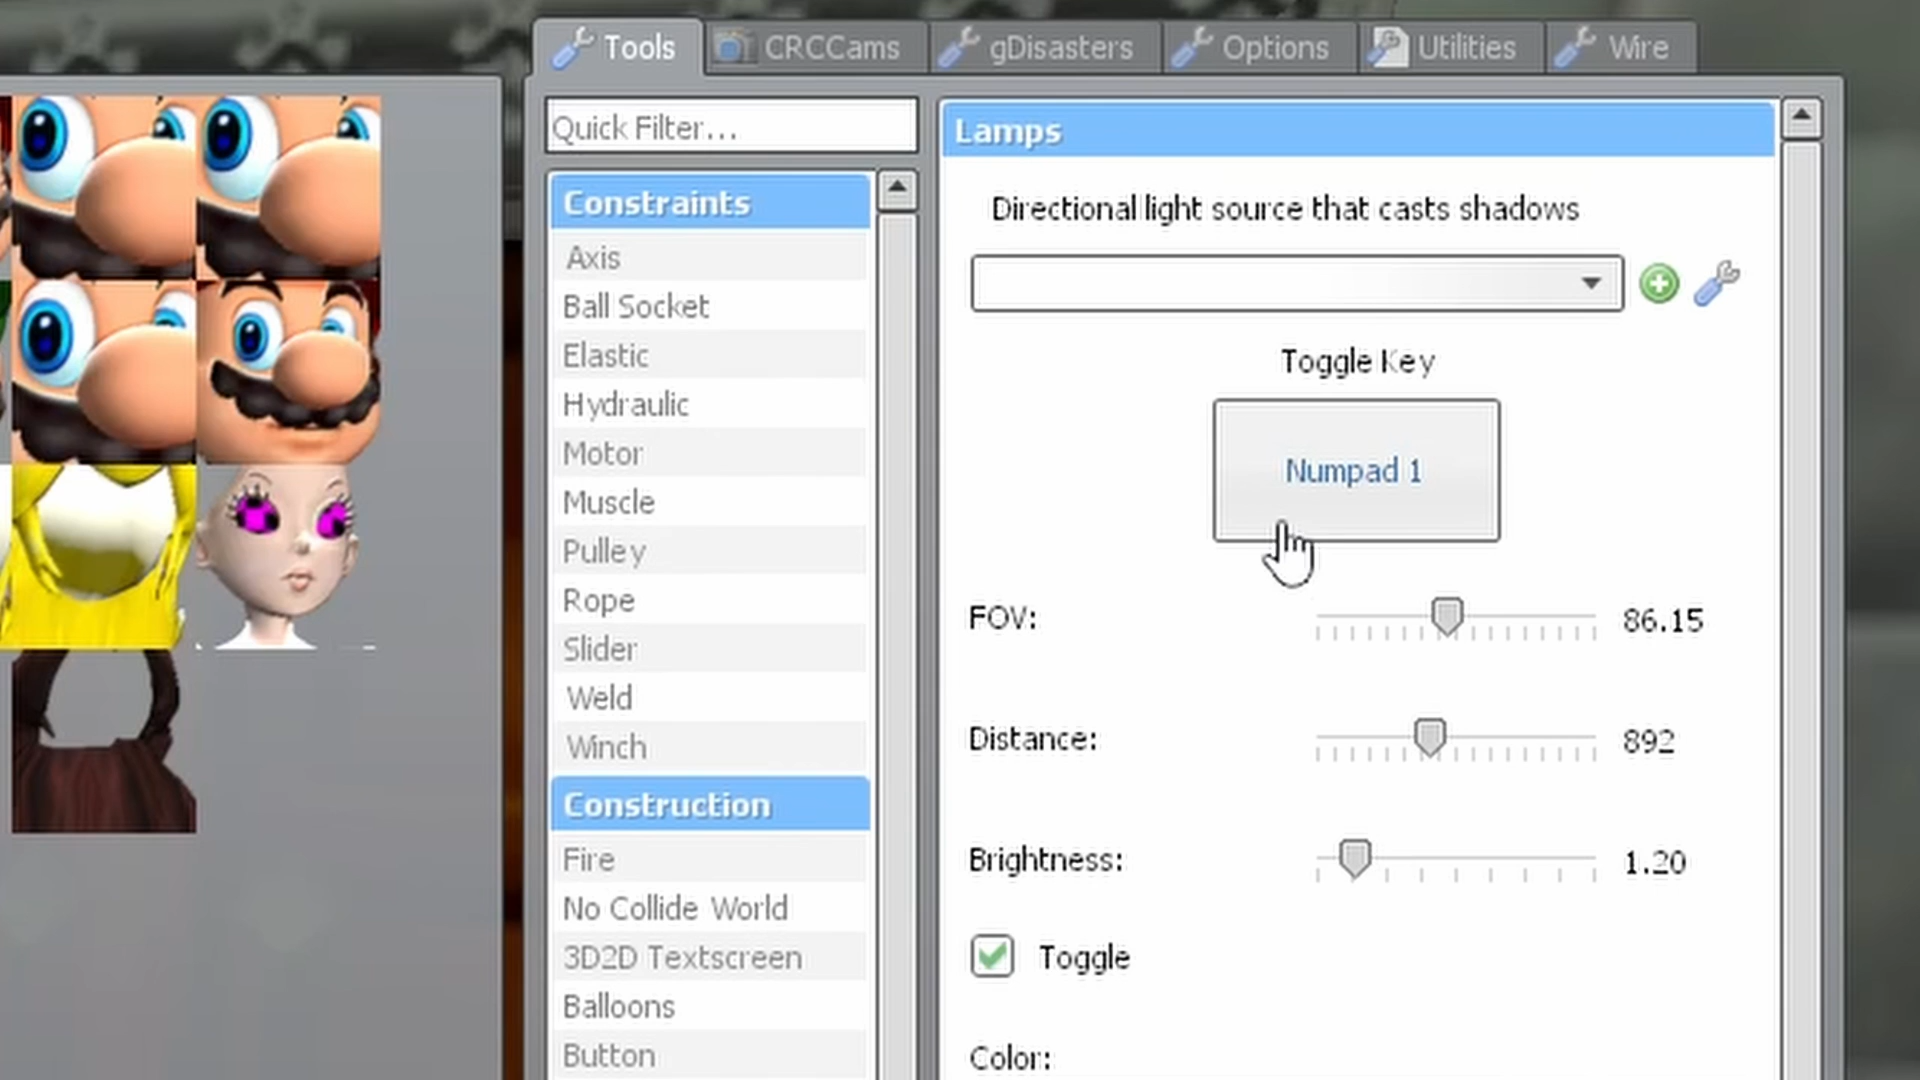 Tools
CRCCams
gDisasters
Options
Utilities
Wire
Quick Filter...
Constraints
Axis
Ball Socket
Elastic
Hydraulic
Motor
Muscle
Pulley
Rope
Slider
Weld
Winch
Construction
Fire
No Collide World
3D2D Textscreen
Balloons
Button
Lamps
Directional light source that casts shadows
Toggle Key
Numpad 1
FOV: 86.15
Distance: 892
Brightness: 1.20
Toggle
Color: